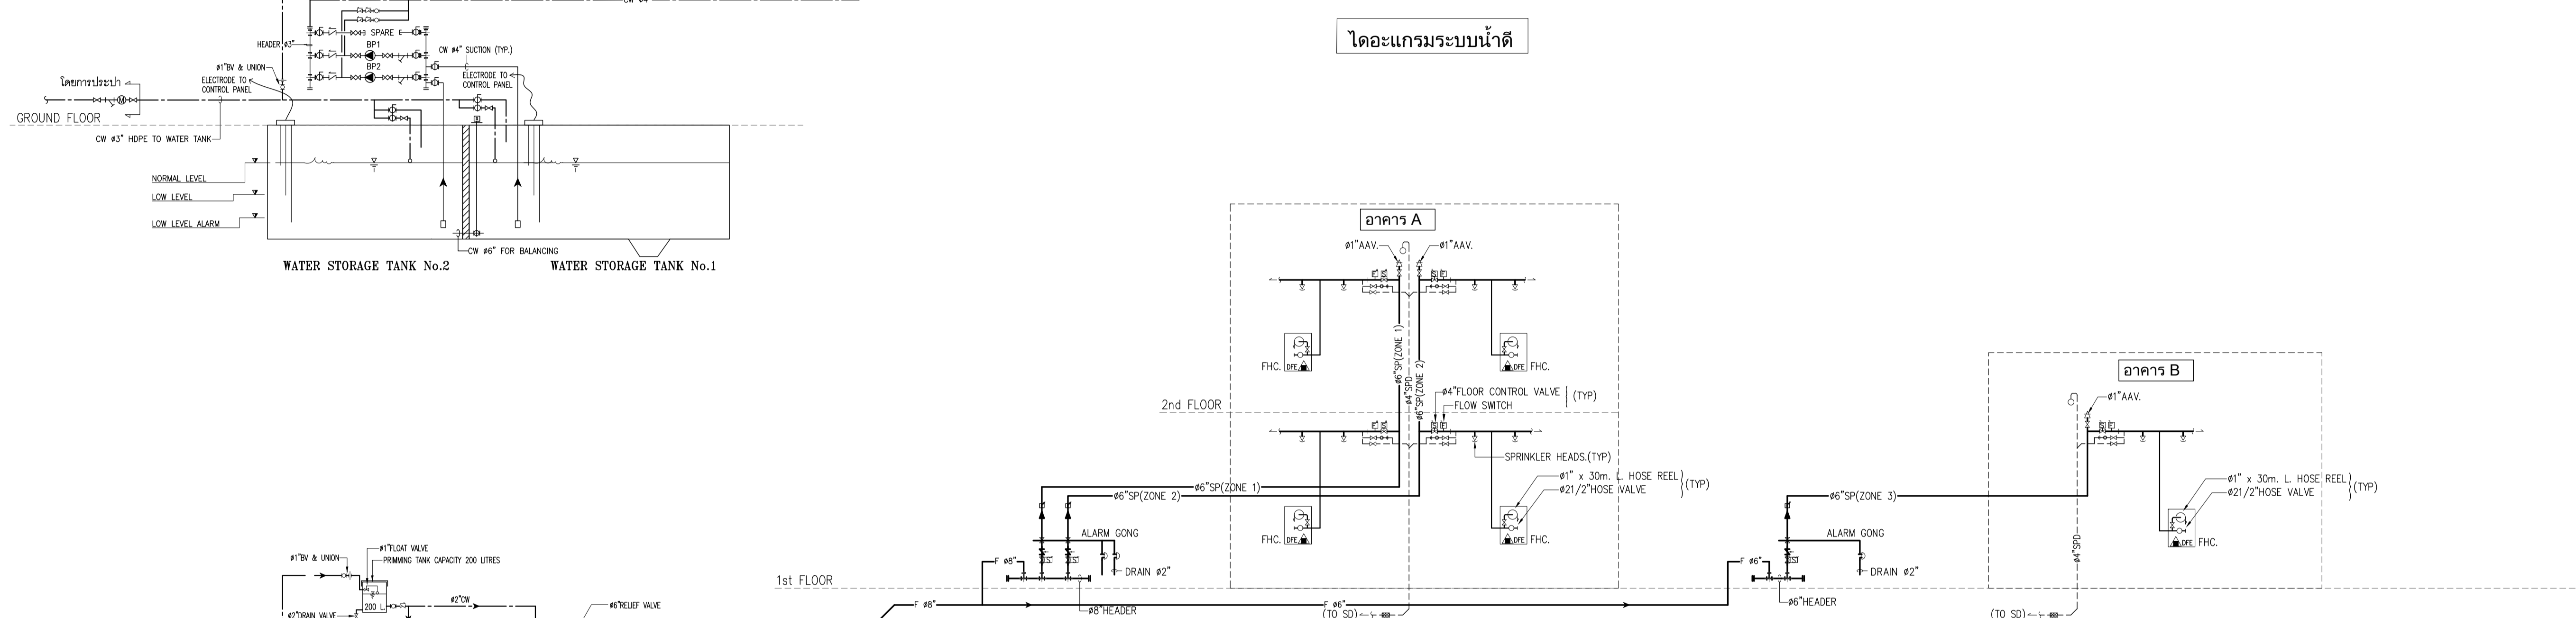 ไดอะแกรมระบบน้ำดี
HEADER ø3"
SPARE
BP1
BP2
CW ø4" SUCTION (TYP.)
ø1"BV & UNION
ELECTRODE TO
CONTROL PANEL
ELECTRODE TO
CONTROL PANEL
โดยการประปา
M
GROUND FLOOR
CW ø3" HDPE TO WATER TANK
NORMAL LEVEL
LOW LEVEL
LOW LEVEL ALARM
CW ø6" FOR BALANCING
WATER STORAGE TANK No.2
WATER STORAGE TANK No.1
อาคาร A
ø1"AAV.
ø1"AAV.
ø6"SP(ZONE 1)
ø4"SPD
ø6"SP(ZONE 2)
FHC.
DFE
DFE
FHC.
2nd FLOOR
ø4"FLOOR CONTROL VALVE
(TYP)
FLOW SWITCH
SPRINKLER HEADS.(TYP)
ø1" x 30m. L. HOSE REEL
ø21/2"HOSE VALVE
(TYP)
FHC.
DFE
DFE
FHC.
ø6"SP(ZONE 1)
ø6"SP(ZONE 2)
ALARM GONG
F ø8"
DRAIN ø2"
1st FLOOR
F ø8"
ø8"HEADER
F ø6"
(TO SD)
อาคาร B
ø1"AAV.
ø6"SP(ZONE 3)
ø1" x 30m. L. HOSE REEL
ø21/2"HOSE VALVE
(TYP)
DFE
FHC.
ø4"SPD
ALARM GONG
F ø6"
DRAIN ø2"
ø6"HEADER
(TO SD)
ø1"FLOAT VALVE
ø1"BV & UNION
PRIMMING TANK CAPACITY 200 LITRES
200 L
ø2"CW
ø2"DRAIN VALVE
ø6"RELIEF VALVE